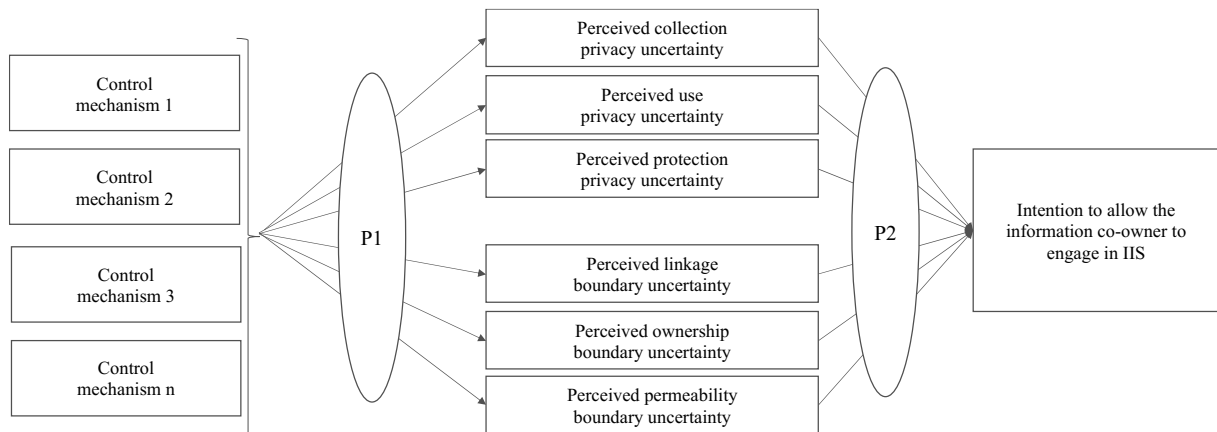 Control
mechanism 1
Control
mechanism 2
Control
mechanism 3
Control
mechanism n
P1
Perceived collection
privacy uncertainty
Perceived use
privacy uncertainty
Perceived protection
privacy uncertainty
Perceived linkage
boundary uncertainty
Perceived ownership
boundary uncertainty
Perceived permeability
boundary uncertainty
P2
Intention to allow the
information co-owner to
engage in IIS